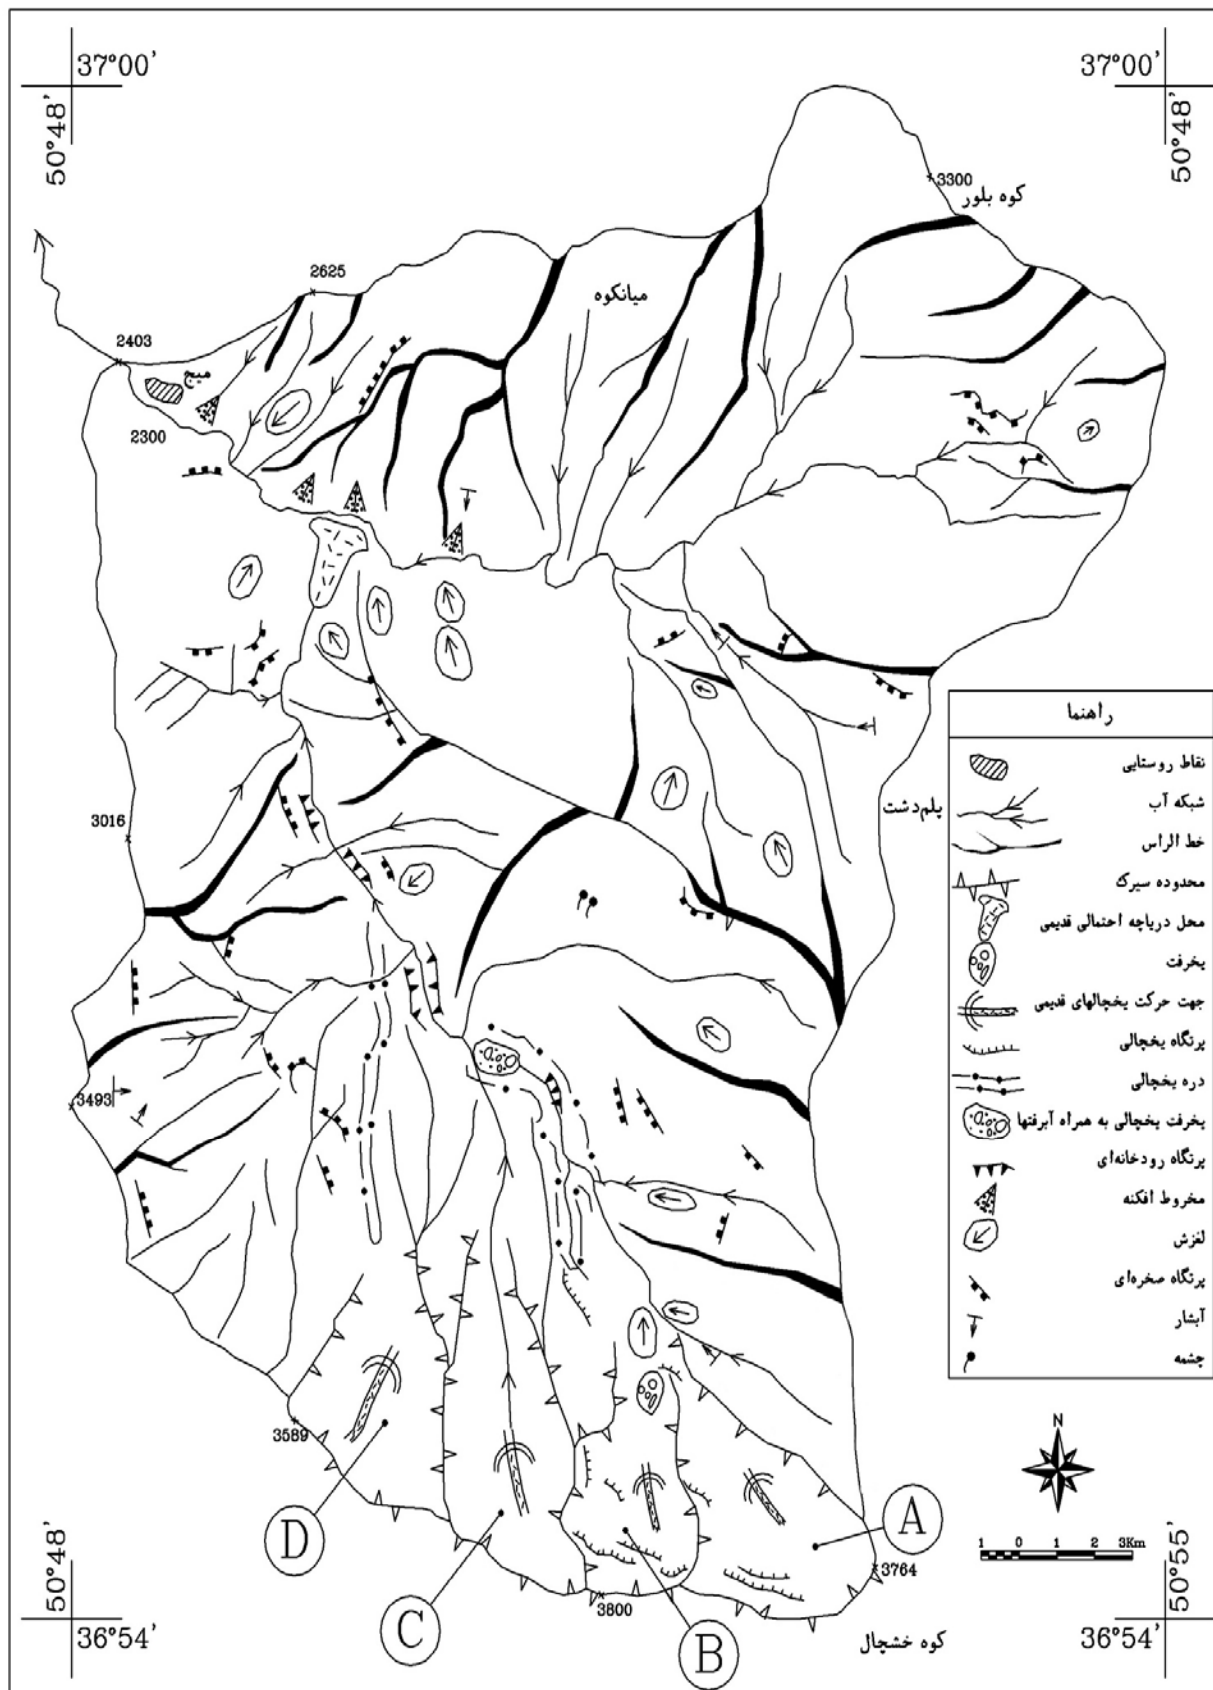 37°00'
37°00'
50°48'
50°48'
3300
کوه بلور
2625
میانکوه
2403
میج
2300
راهنما
نقاط روستایی
شبکه آب
خط الراس
محدوده سیرک
محل دریاچه احتمالی قدیمی
یخرفت
جهت حرکت یخچالهای قدیمی
پرتگاه یخچالی
دره یخچالی
یخرفت یخچالی به همراه آبرفتها
پرتگاه رودخانه‌ای
مخروط افکنه
لغزش
پرتگاه صخره‌ای
آبشار
چشمه
پلم‌دشت
3016
3493
3589
N
1 0 1 2 3Km
A
D
C
B
3764
3800
50°48'
50°55'
36°54'
36°54'
کوه خشچال